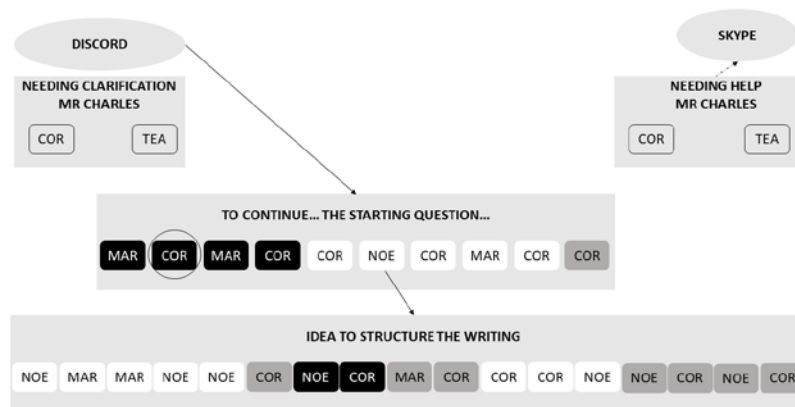 DISCORD
SKYPE
NEEDING CLARIFICATION
MR CHARLES
COR TEA
NEEDING HELP
MR CHARLES
COR TEA
TO CONTINUE... THE STARTING QUESTION...
MAR COR MAR COR COR NOE COR MAR COR COR
IDEA TO STRUCTURE THE WRITING
NOE MAR MAR NOE NOE COR NOE COR MAR COR COR COR NOE NOE COR NOE COR